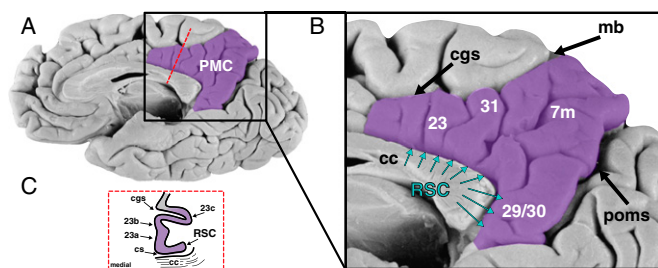 A
PMC
B
mb
cgs
31
23
7m
cc
RSC
29/30
poms
C
cgs
23c
23b
RSC
23a
cs
cc
medial